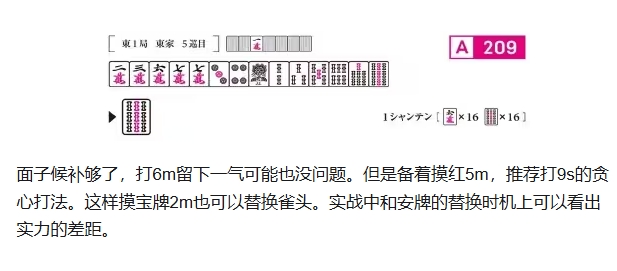 [ 東1局 東家 5巡目 ]
A 209
1シャンテン [ ×16 ×16 ]
面子候补够了，打6m留下一气可能也没问题。但是备着摸红5m，推荐打9s的贪
心打法。这样摸宝牌2m也可以替换雀头。实战中和安牌的替换时机上可以看出
实力的差距。